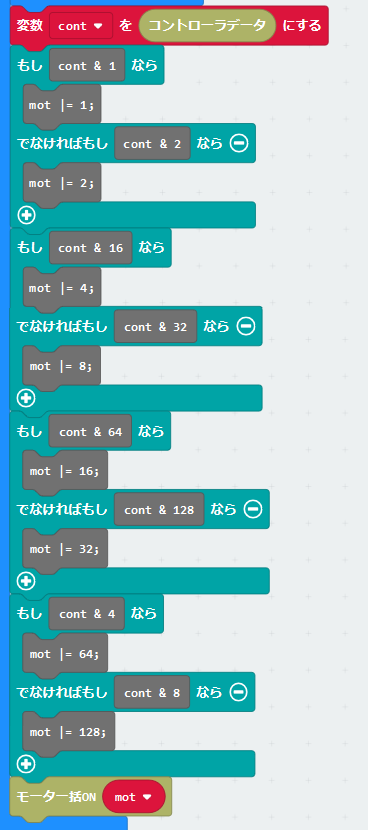 変数 cont を コントローラデータ にする
もし cont & 1 なら
mot |= 1;
でなければもし cont & 2 なら
mot |= 2;
もし cont & 16 なら
mot |= 4;
でなければもし cont & 32 なら
mot |= 8;
もし cont & 64 なら
mot |= 16;
でなければもし cont & 128 なら
mot |= 32;
もし cont & 4 なら
mot |= 64;
でなければもし cont & 8 なら
mot |= 128;
モーター括ON mot